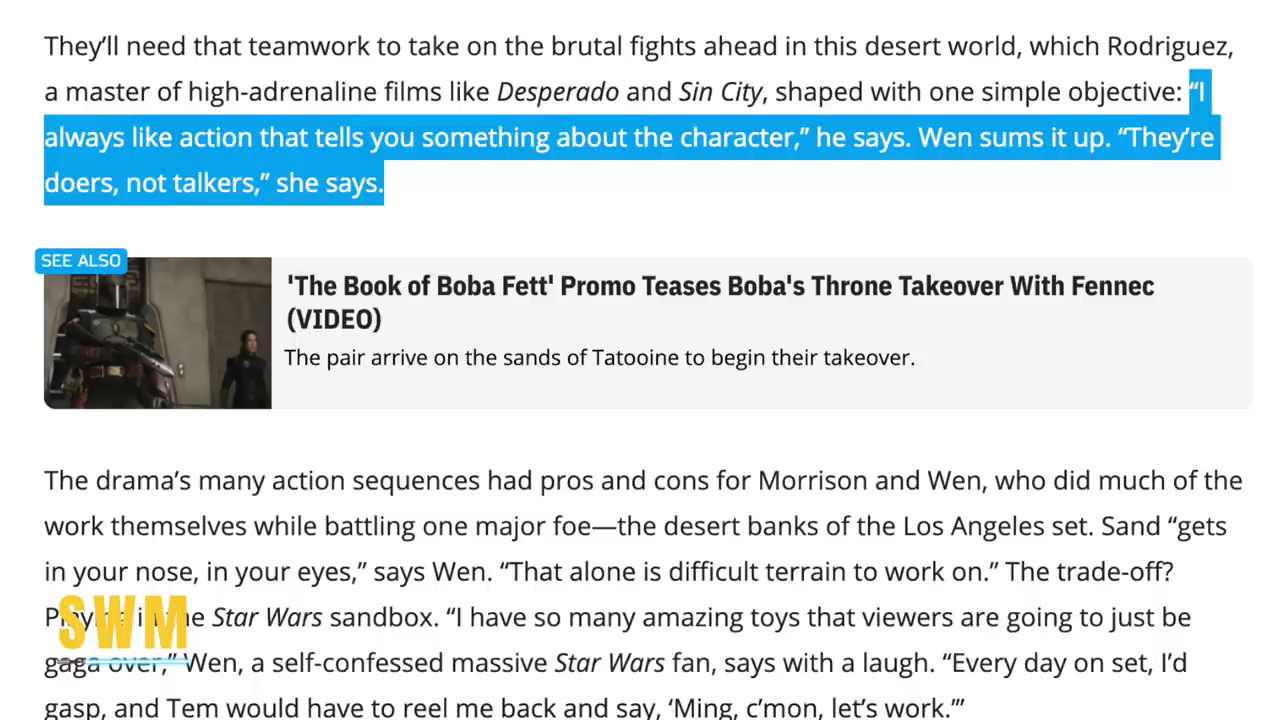 They’ll need that teamwork to take on the brutal fights ahead in this desert world, which Rodriguez,
a master of high-adrenaline films like Desperado and Sin City, shaped with one simple objective: “I
always like action that tells you something about the character,” he says. Wen sums it up. “They’re
doers, not talkers,” she says.
SEE ALSO
'The Book of Boba Fett' Promo Teases Boba's Throne Takeover With Fennec
(VIDEO)
The pair arrive on the sands of Tatooine to begin their takeover.
The drama’s many action sequences had pros and cons for Morrison and Wen, who did much of the
work themselves while battling one major foe—the desert banks of the Los Angeles set. Sand “gets
in your nose, in your eyes,” says Wen. “That alone is difficult terrain to work on.” The trade-off?
Star Wars sandbox. “I have so many amazing toys that viewers are going to just be
SWM
gaga over,” Wen, a self-confessed massive Star Wars fan, says with a laugh. “Every day on set, I’d
gasp, and Tem would have to reel me back and say, ‘Ming, c’mon, let’s work.’”